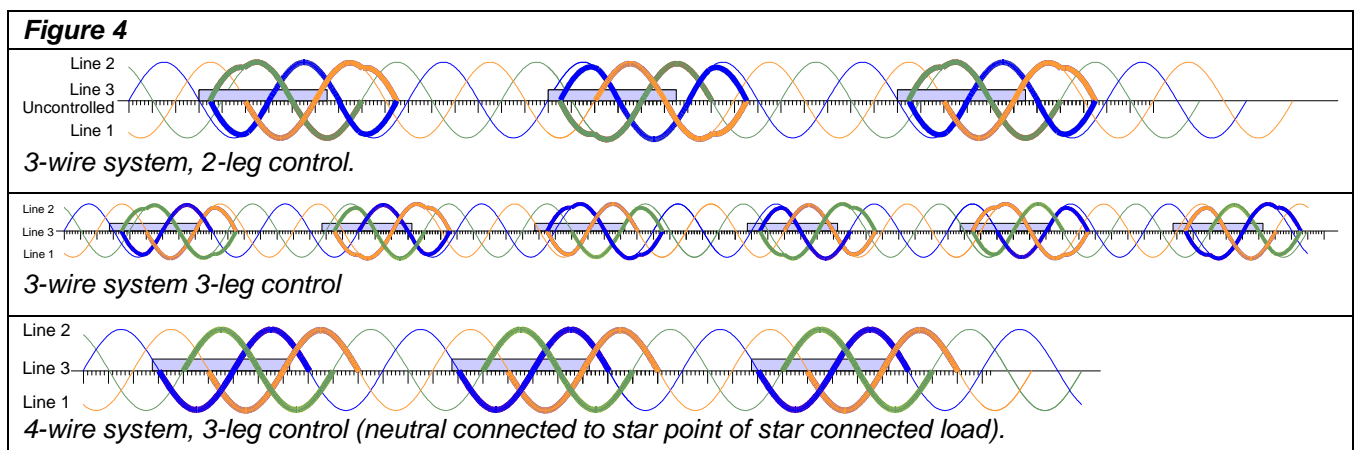 Figure 4
Line 2
Line 3
Uncontrolled
Line 1
3-wire system, 2-leg control.
Line 2
Line 3
Line 1
3-wire system 3-leg control
Line 2
Line 3
Line 1
4-wire system, 3-leg control (neutral connected to star point of star connected load).